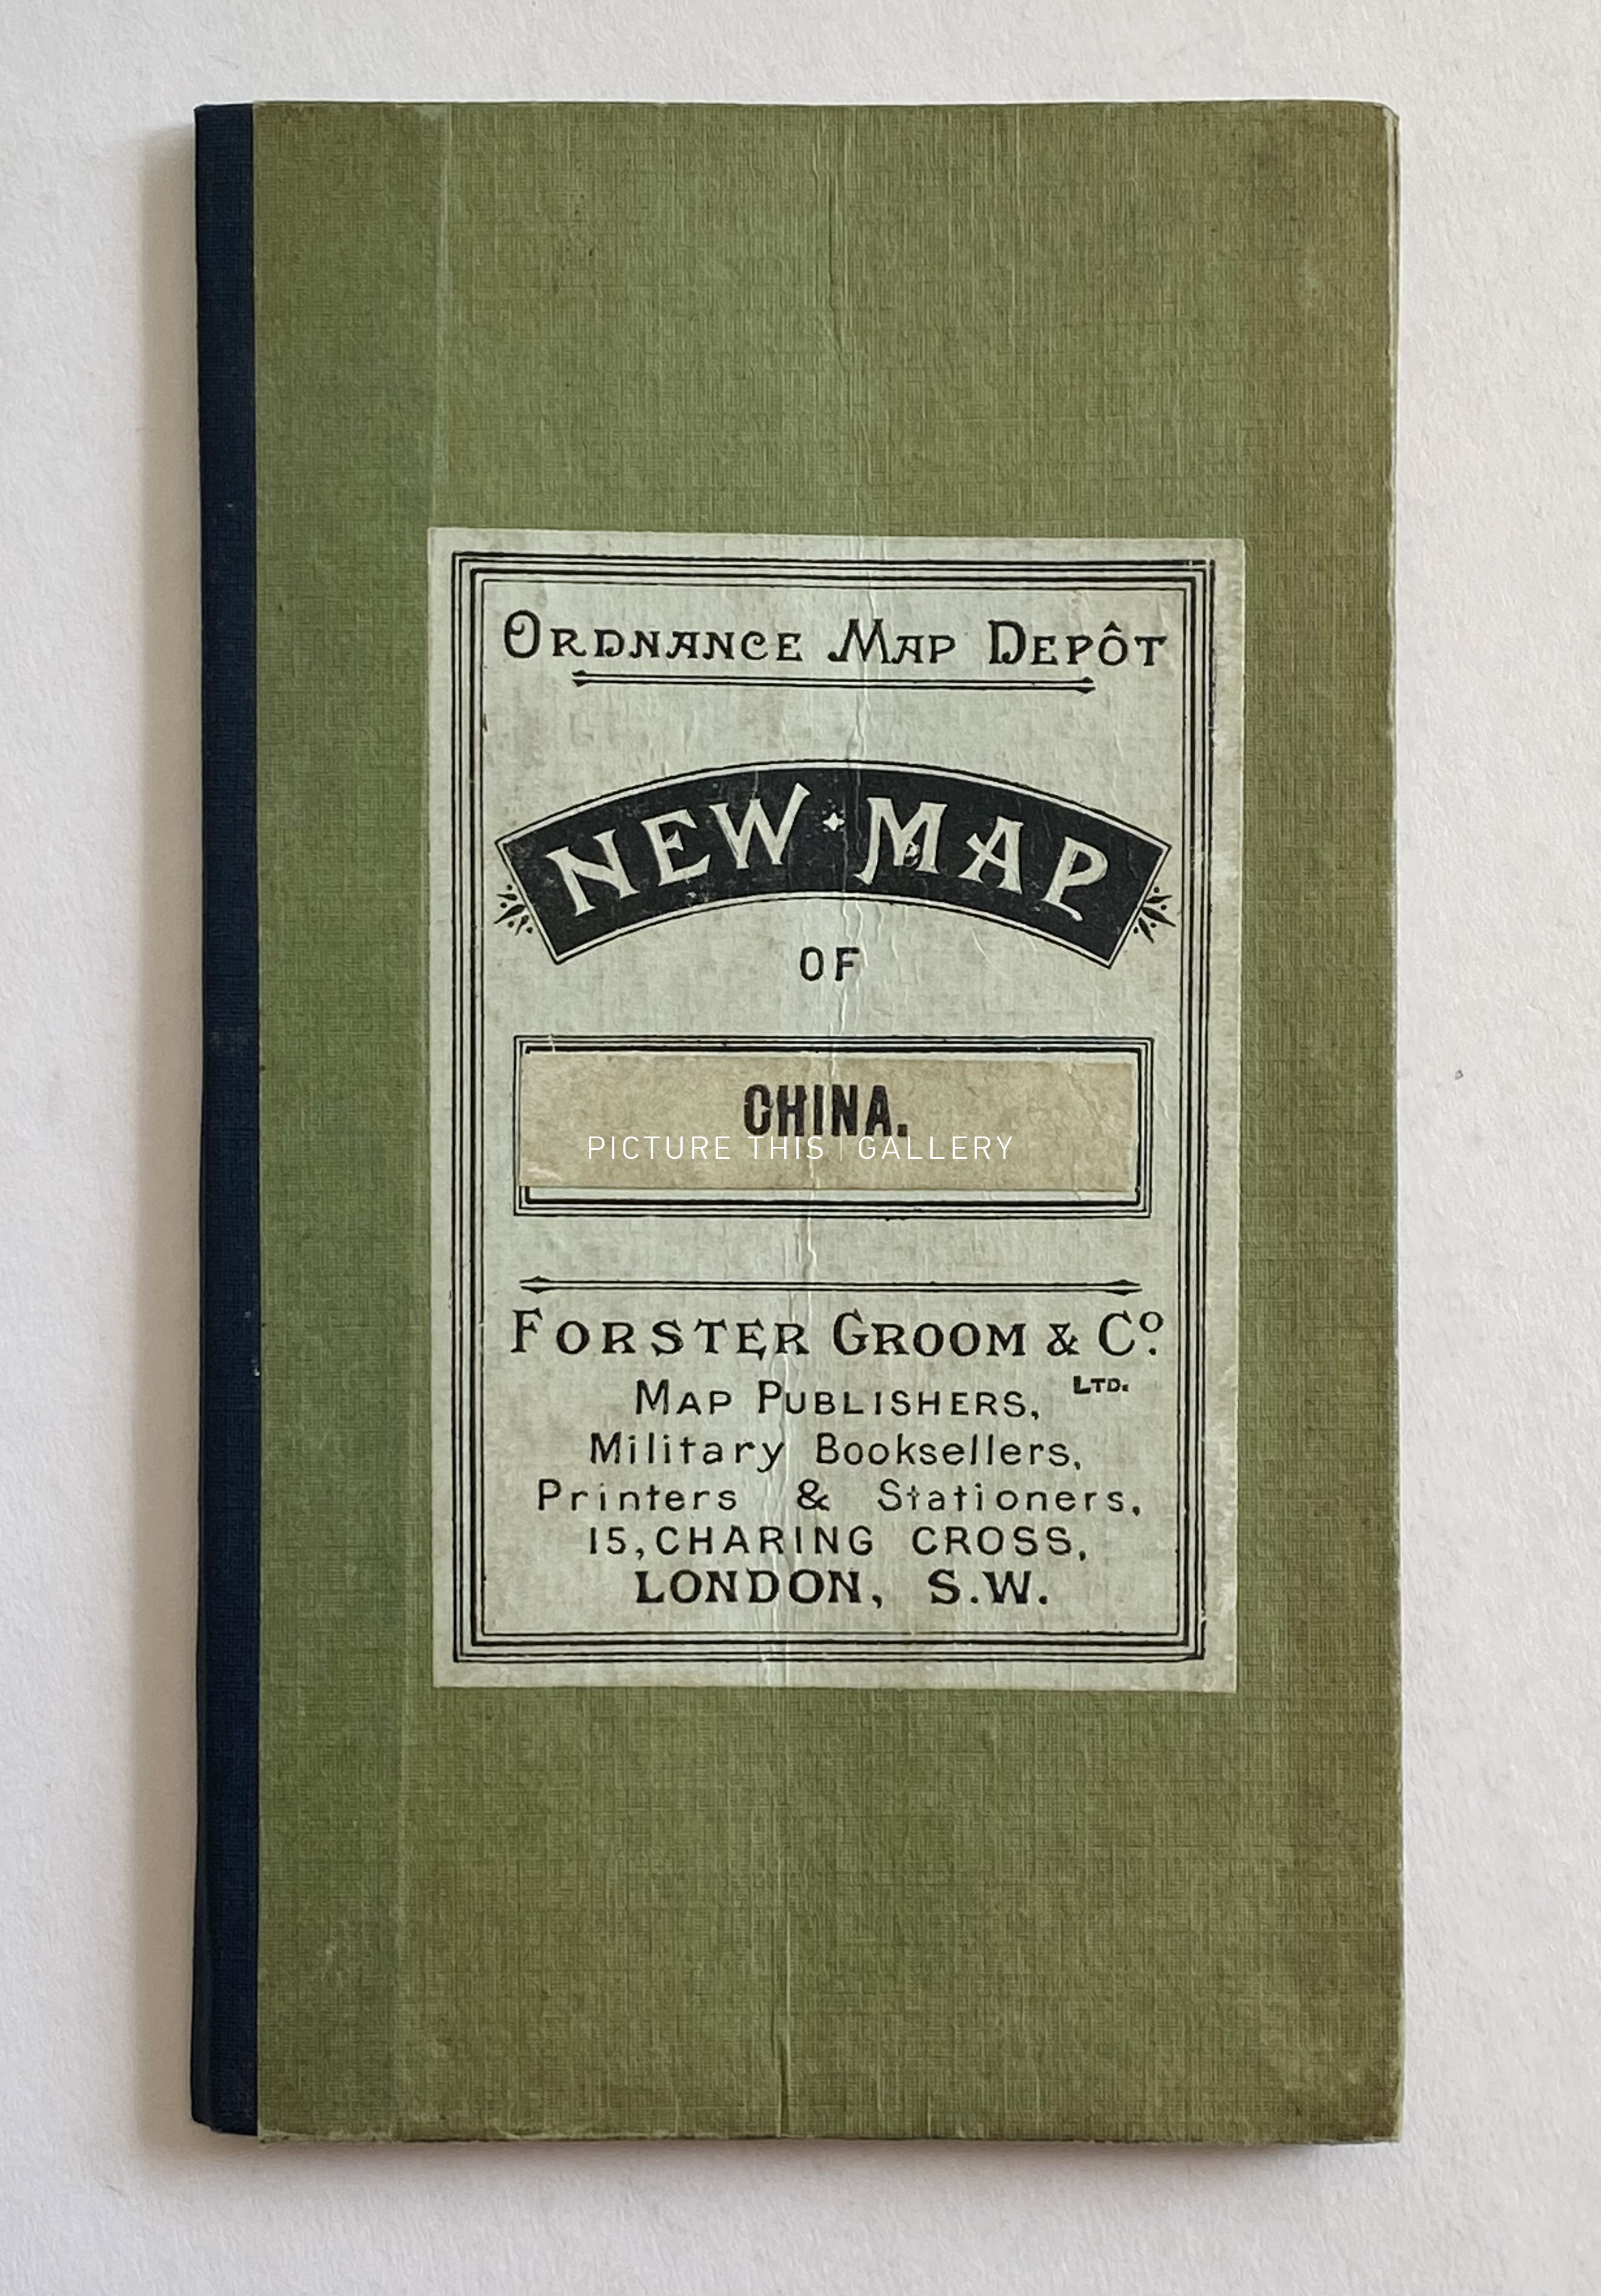 ORDNANCE MAP DEPÔT
NEW MAP
OF
CHINA.
PICTURE THIS | GALLERY
FORSTER GROOM & Cº.
LTD.
MAP PUBLISHERS,
Military Booksellers,
Printers & Stationers,
15, CHARING CROSS,
LONDON, S.W.